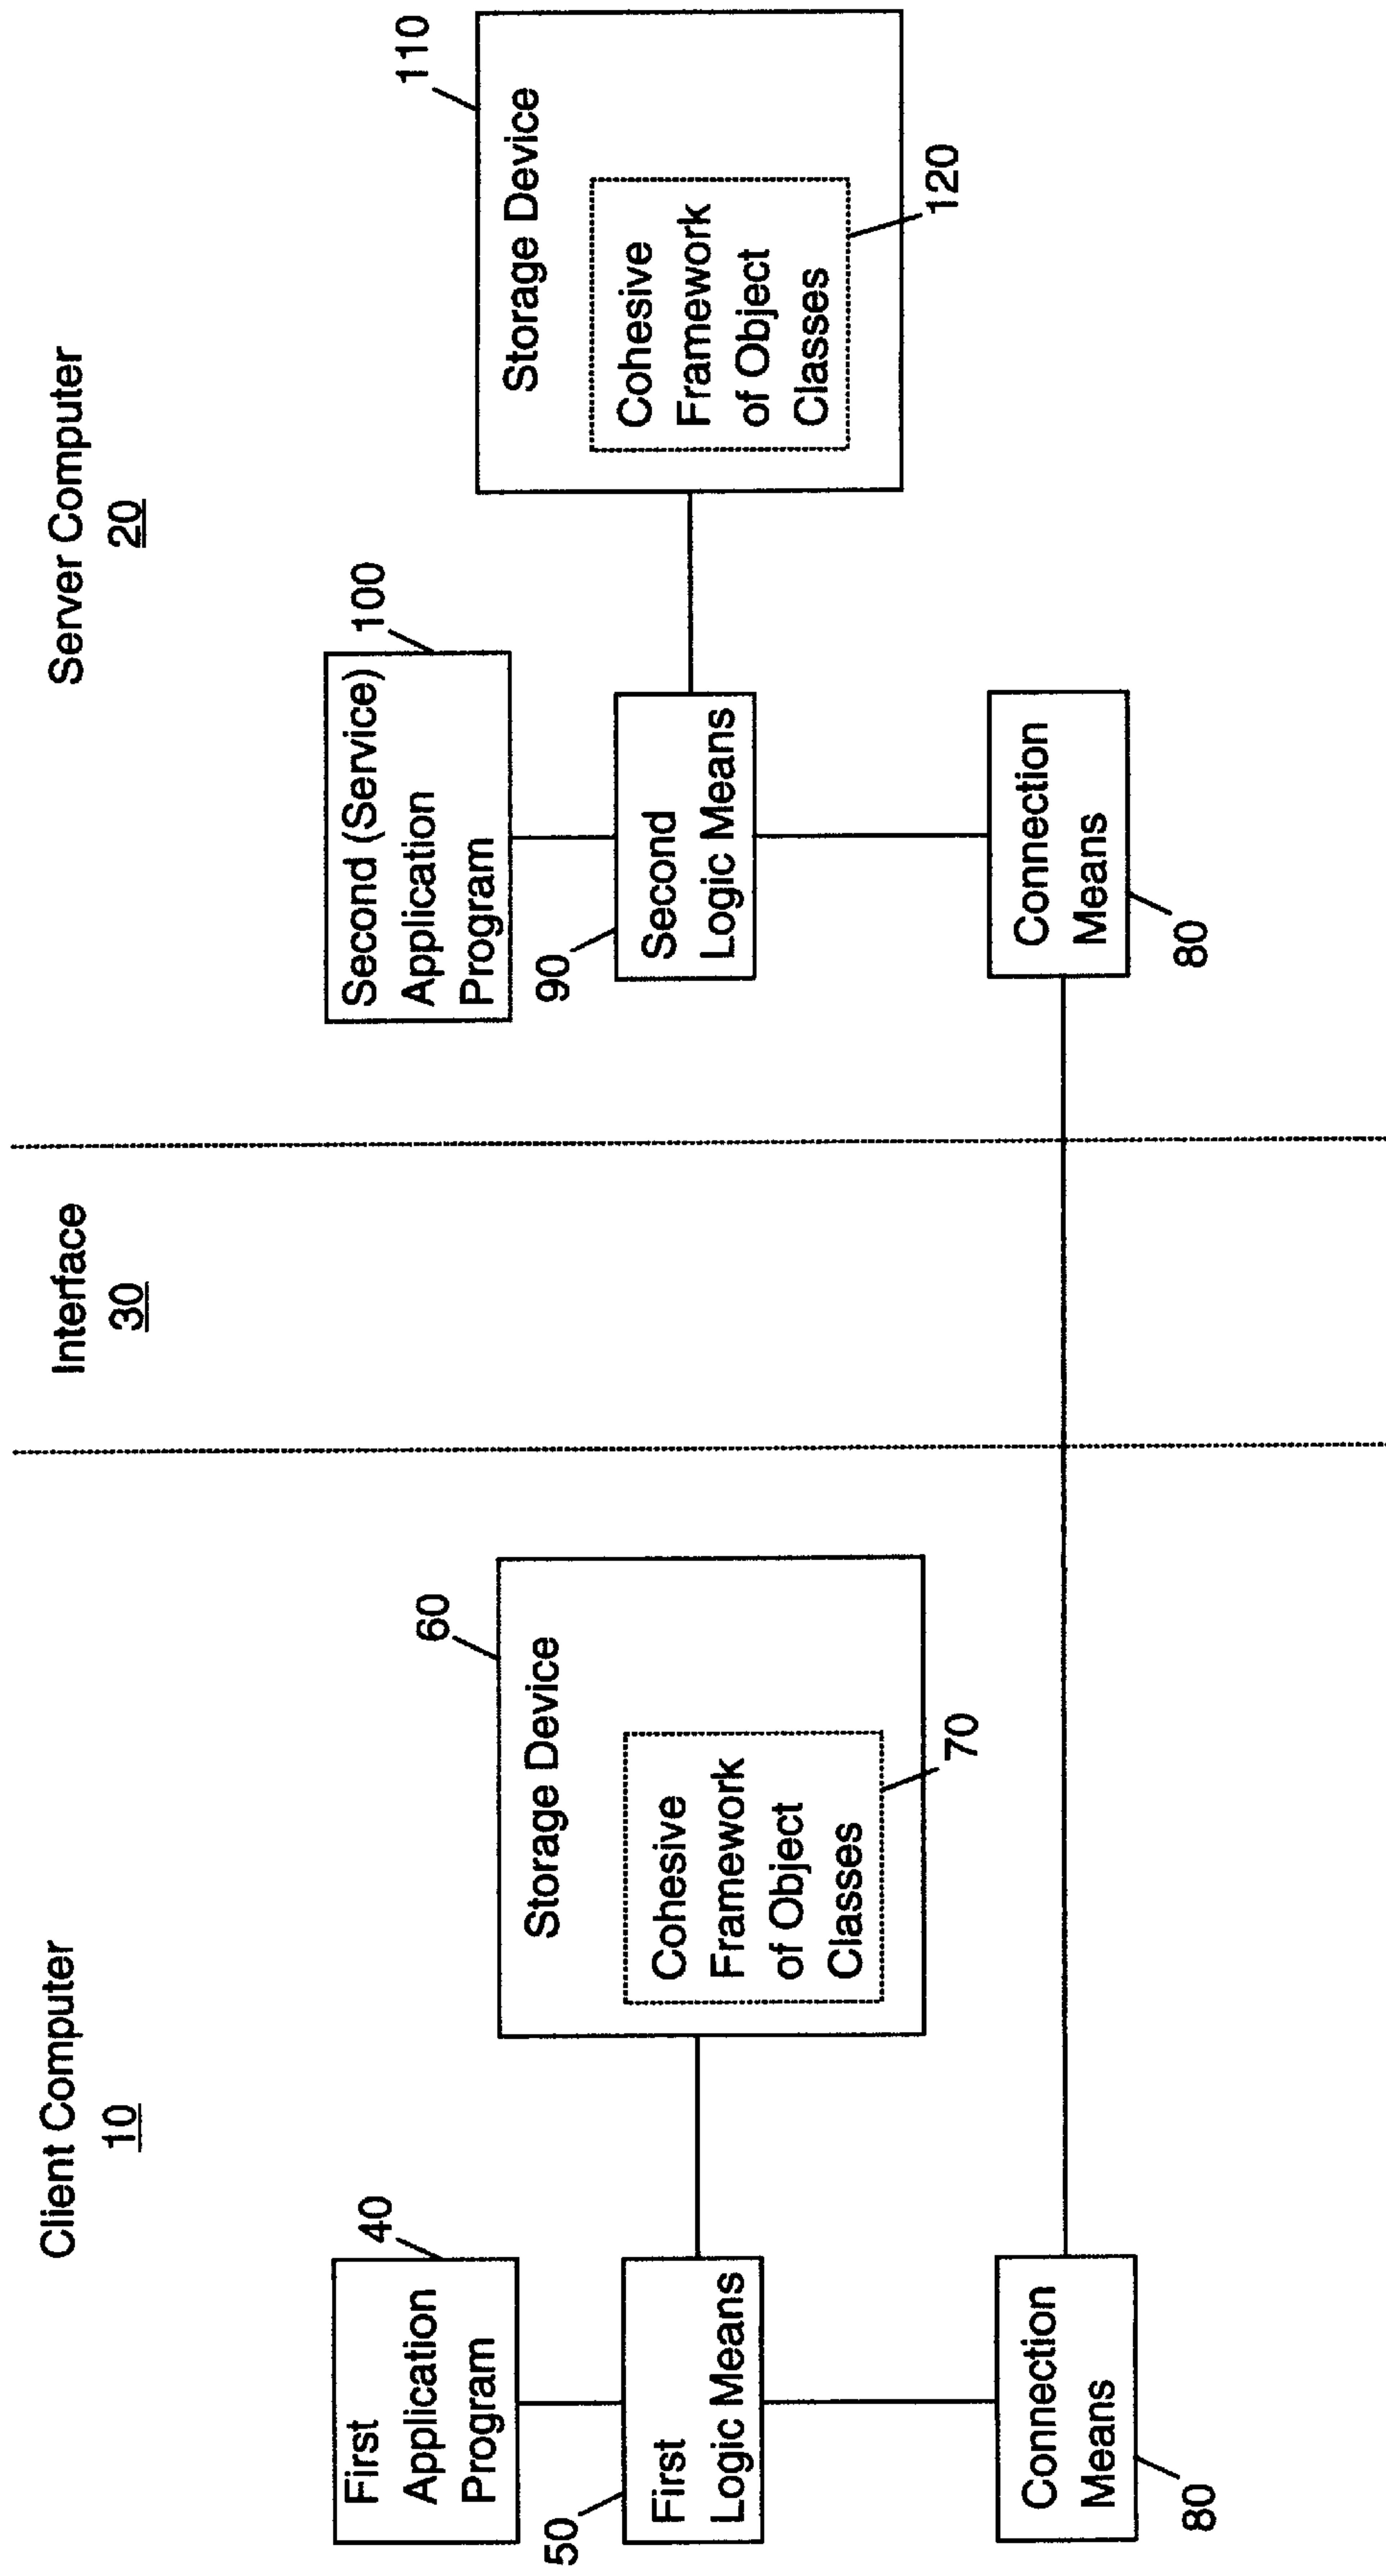 Client Computer
10
Interface
30
Server Computer
20
First
Application
Program
40
50
First
Logic Means
Storage Device
60
Cohesive
Framework
of Object
Classes
70
Connection
Means
80
Second (Service)
Application
Program
100
90
Second
Logic Means
Storage Device
110
Cohesive
Framework
of Object
Classes
120
Connection
Means
80